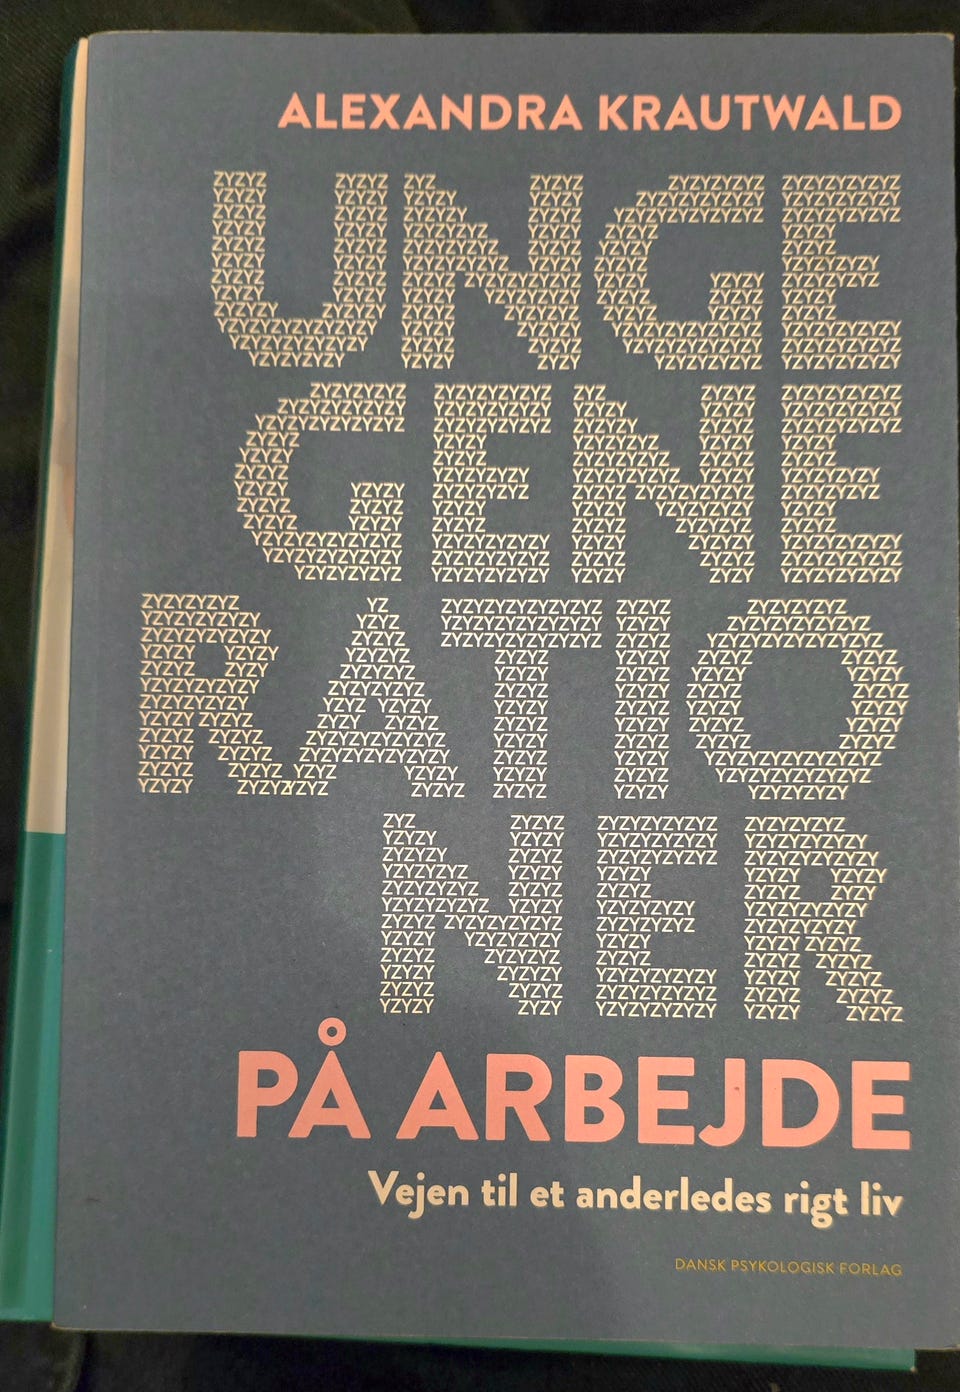 ALEXANDRA KRAUTWALD
UNGE
GENE
RATIO
NER
PÅ ARBEJDE
Vejen til et anderledes rigt liv
DANSK PSYKOLOGISK FORLAG